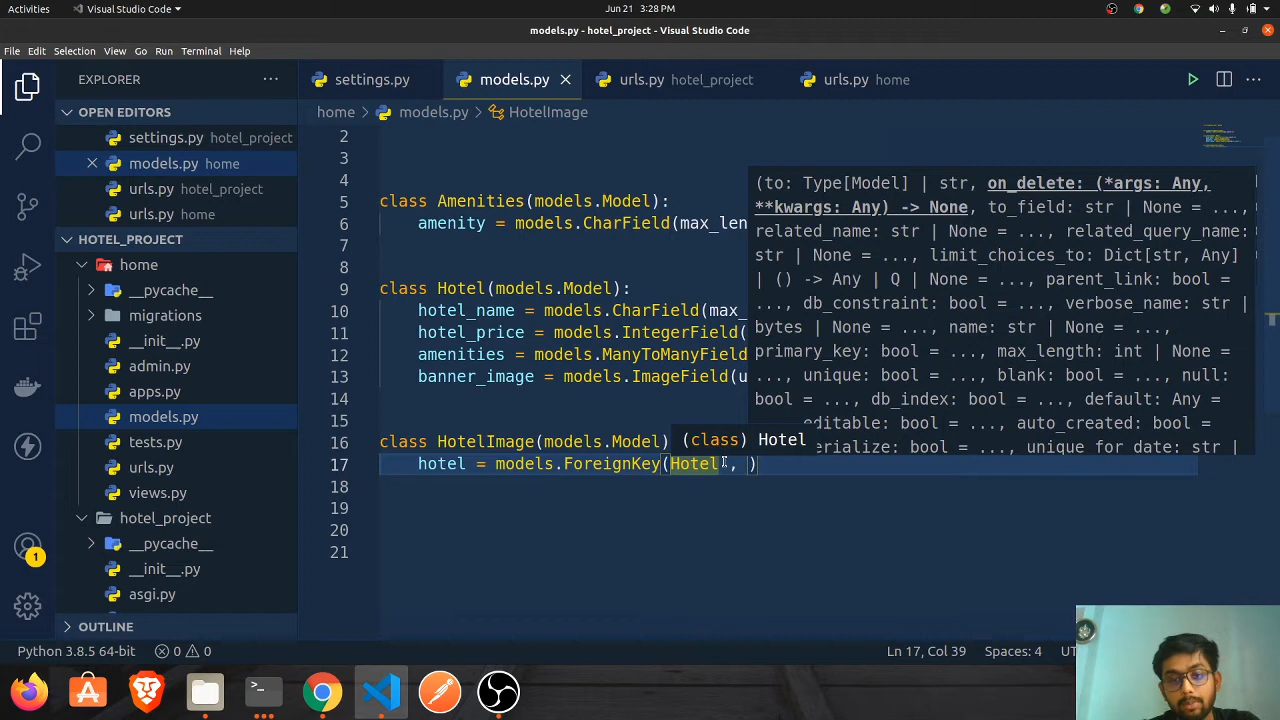 Activities
Visual Studio Code
Jun 21 3:28 PM
models.py - hotel_project - Visual Studio Code
File Edit Selection View Go Run Terminal Help
EXPLORER
settings.py
models.py
urls.py hotel_project
urls.py home
OPEN EDITORS
home > models.py > HotelImage
settings.py hotel_project
models.py home
urls.py hotel_project
urls.py home
HOTEL_PROJECT
home
__pycache__
migrations
__init__.py
admin.py
apps.py
models.py
tests.py
urls.py
views.py
hotel_project
__pycache__
__init__.py
asgi.py
OUTLINE
2
3
4
5 class Amenities(models.Model):
6 amenity = models.CharField(max_len
7
8
9 class Hotel(models.Model):
10 hotel_name = models.CharField(max_
11 hotel_price = models.IntegerField(
12 amenities = models.ManyToManyField
13 banner_image = models.ImageField(u
14
15
16 class HotelImage(models.Model)
17 hotel = models.ForeignKey(Hotel , )
18
19
20
21
(to: Type[Model] | str, on_delete: (*args: Any,
**kwargs: Any) -> None, to_field: str | None = ...,
related_name: str | None = ..., related_query_name:
str | None = ..., limit_choices_to: Dict[str, Any]
| () -> Any | Q | None = ..., parent_link: bool =
..., db_constraint: bool = ..., verbose_name: str |
bytes | None = ..., name: str | None = ...,
primary_key: bool = ..., max_length: int | None =
..., unique: bool = ..., blank: bool = ..., null:
bool = ..., db_index: bool = ..., default: Any =
editable: bool = ..., auto_created: bool =
erialize: bool = ..., unique_for_date: str |
(class) Hotel
1
Python 3.8.5 64-bit
0
0
Ln 17, Col 39
Spaces: 4